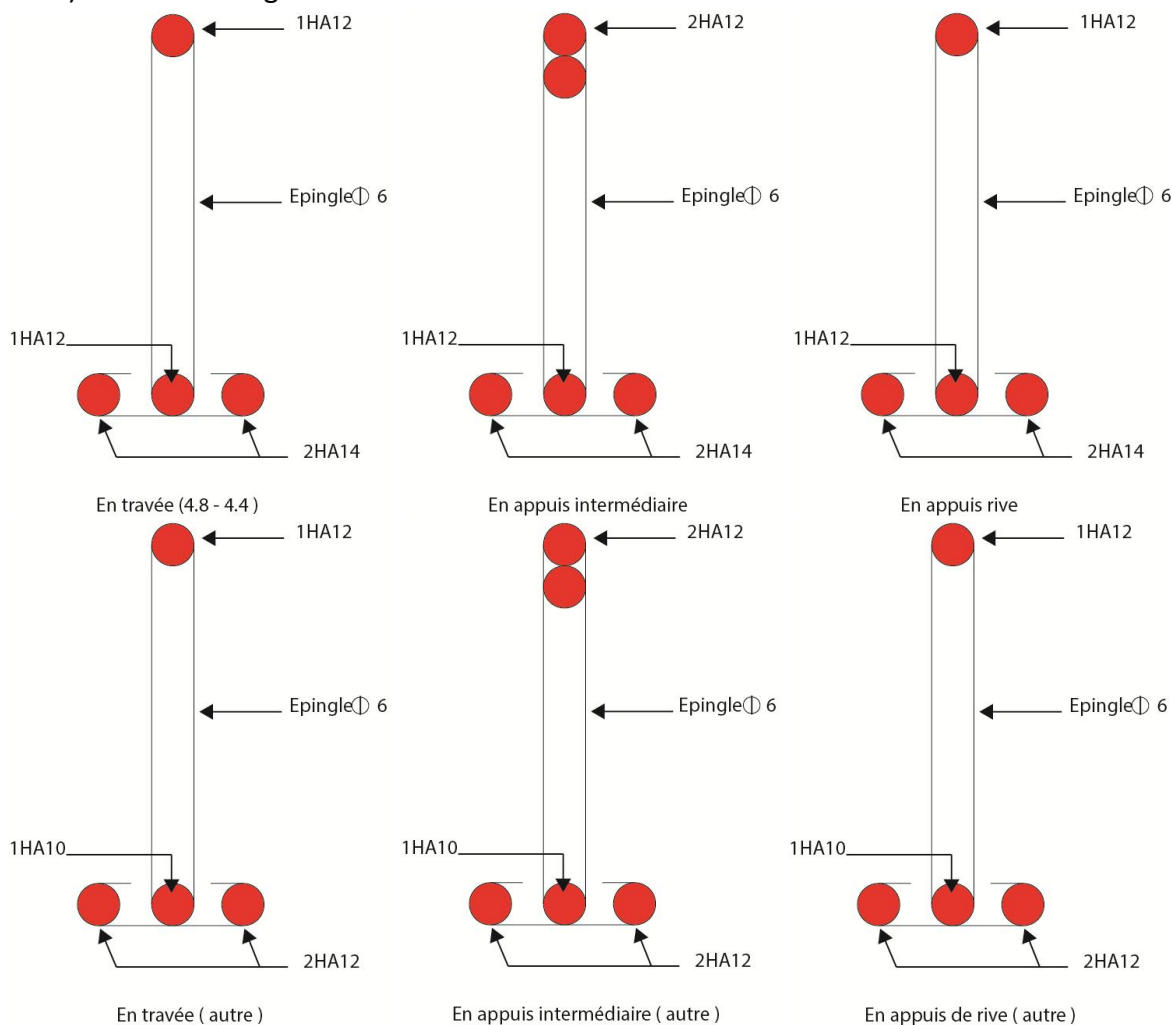 1HA12
2HA12
1HA12
Epingle⌽ 6
Epingle⌽ 6
Epingle⌽ 6
1HA12
1HA12
1HA12
2HA14
2HA14
2HA14
En travée (4.8 - 4.4 )
En appuis intermédiaire
En appuis rive
1HA12
2HA12
1HA12
Epingle⌽ 6
Epingle⌽ 6
Epingle⌽ 6
1HA10
1HA10
1HA10
2HA12
2HA12
2HA12
En travée ( autre )
En appuis intermédiaire ( autre )
En appuis de rive ( autre )